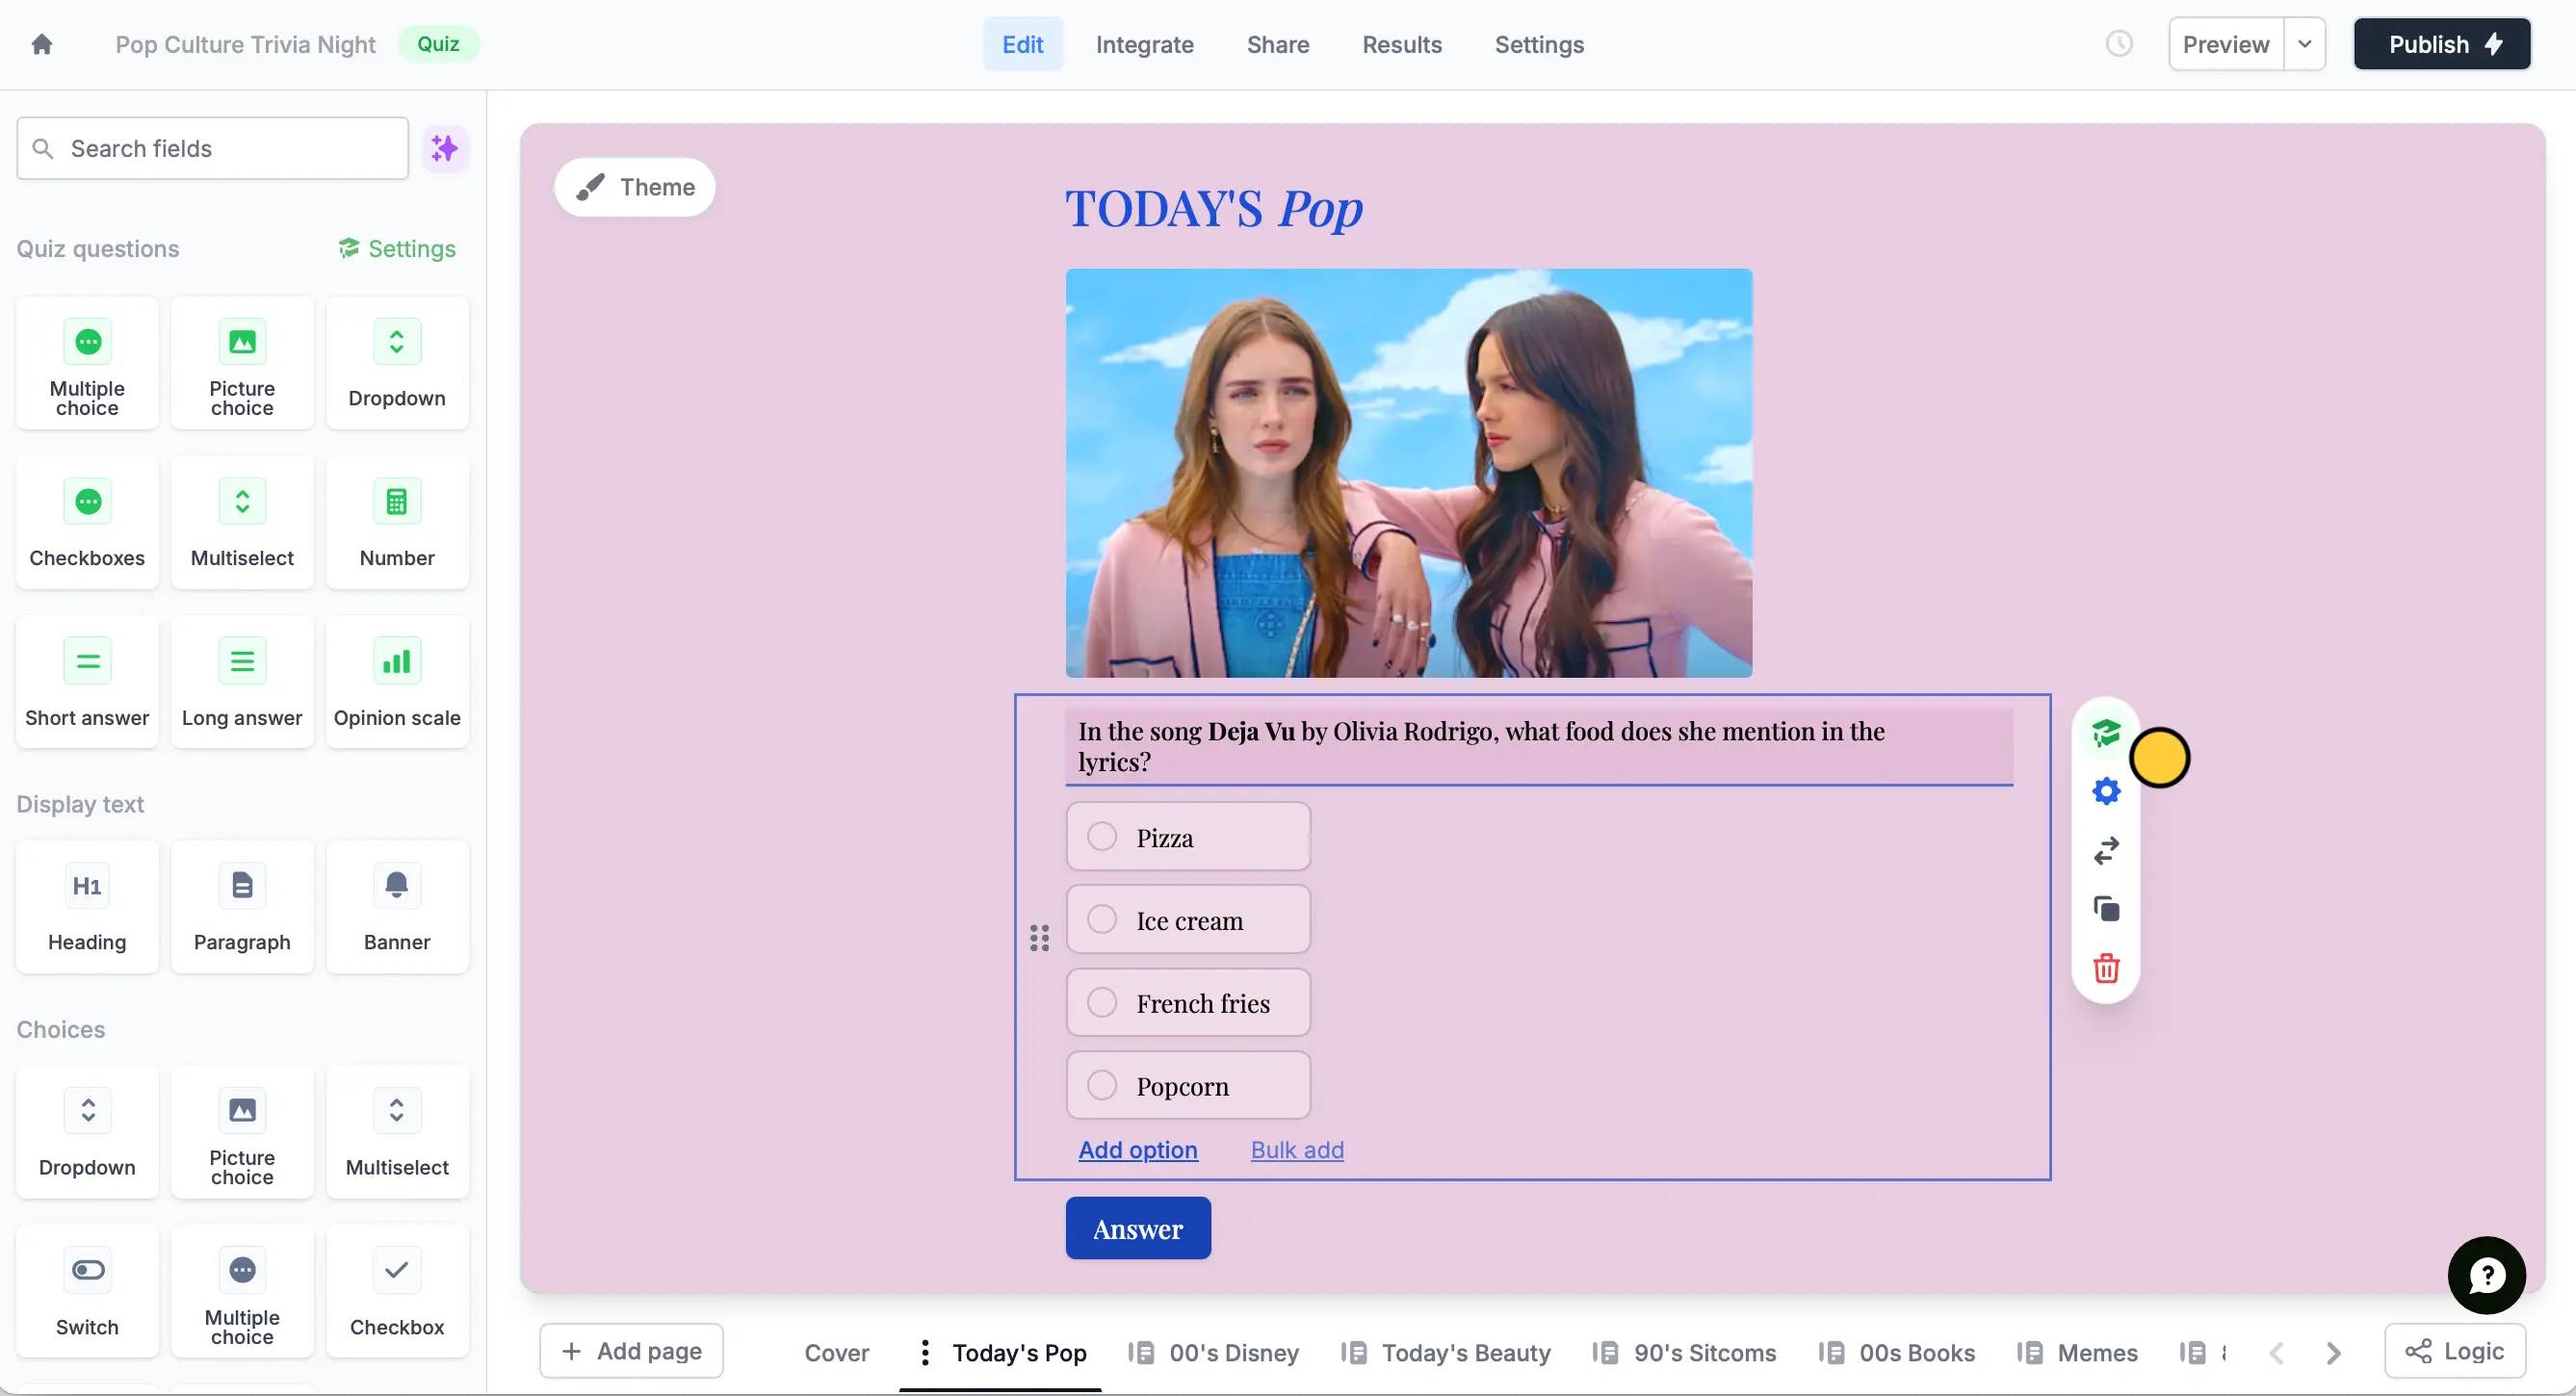 Pop Culture Trivia Night Quiz
Edit Integrate Share Results Settings
Preview
Publish
Search fields
Quiz questions Settings
Multiple choice
Picture choice
Dropdown
Checkboxes
Multiselect
Number
Short answer
Long answer
Opinion scale
Display text
H1
Heading
Paragraph
Banner
Choices
Dropdown
Picture choice
Multiselect
Switch
Multiple choice
Checkbox
Theme
TODAY'S Pop
In the song Deja Vu by Olivia Rodrigo, what food does she mention in the
lyrics?
Pizza
Ice cream
French fries
Popcorn
Add option Bulk add
Answer
+ Add page
Cover
Today's Pop
00's Disney
Today's Beauty
90's Sitcoms
00s Books
Memes
Logic